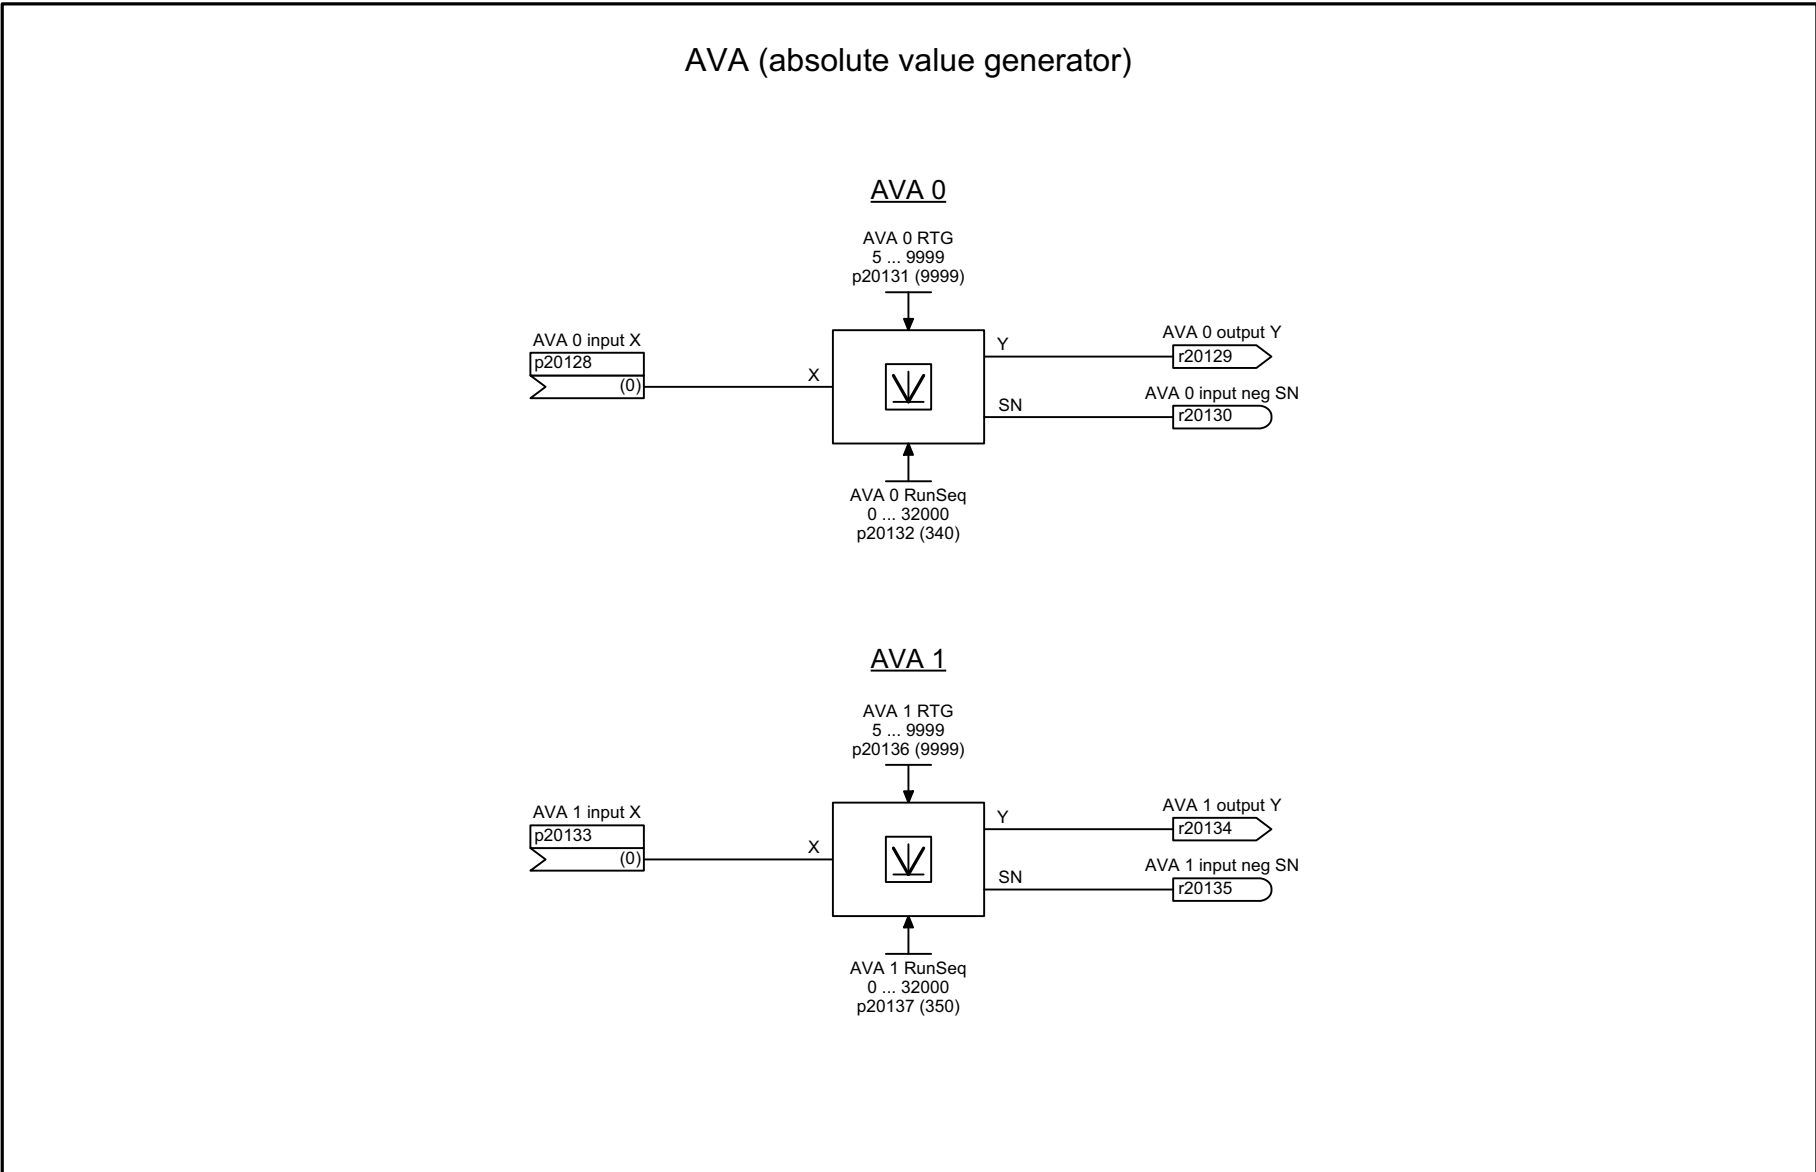 AVA (absolute value generator)
AVA 0
AVA 0 RTG
5 ... 9999
p20131 (9999)
AVA 0 input X
p20128
(0)
X
Y
AVA 0 output Y
r20129
SN
AVA 0 input neg SN
r20130
AVA 0 RunSeq
0 ... 32000
p20132 (340)
AVA 1
AVA 1 RTG
5 ... 9999
p20136 (9999)
AVA 1 input X
p20133
(0)
X
Y
AVA 1 output Y
r20134
SN
AVA 1 input neg SN
r20135
AVA 1 RunSeq
0 ... 32000
p20137 (350)